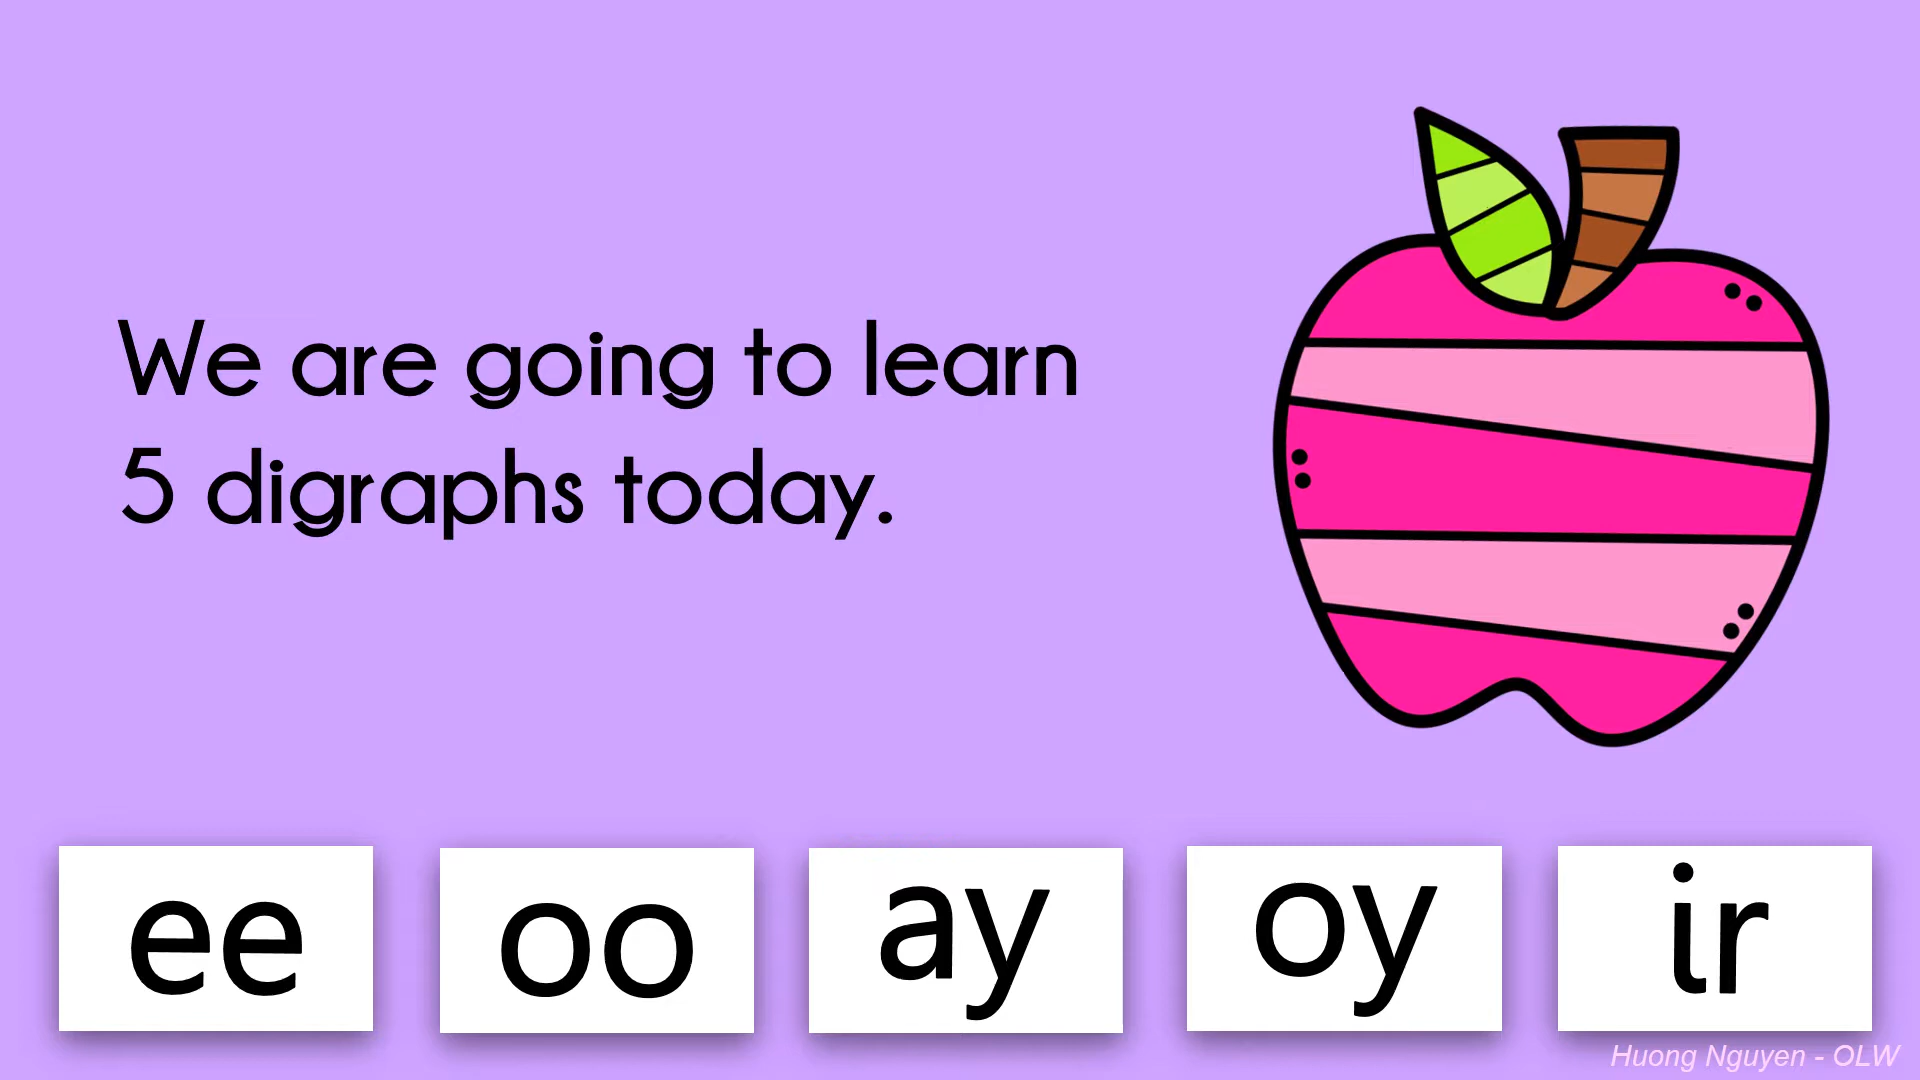 We are going to learn
5 digraphs today.
ee oo ay oy ir
Huong Nguyen - OLW